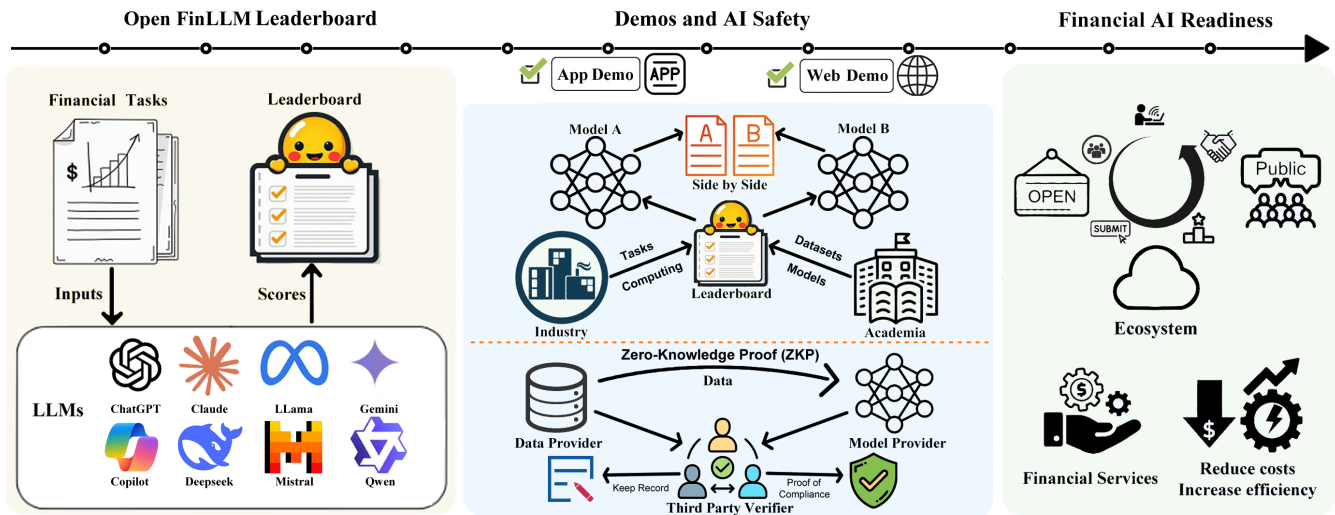 Open FinLLM Leaderboard
Demos and AI Safety
Financial AI Readiness
App Demo
APP
Web Demo
Financial Tasks
Leaderboard
$
Inputs
Scores
LLMs
ChatGPT
Claude
LLama
Gemini
Copilot
Deepseek
Mistral
Qwen
Model A
A
B
Model B
Side by Side
Tasks
Computing
Datasets
Models
Leaderboard
Industry
Academia
Zero-Knowledge Proof (ZKP)
Data
Data Provider
Model Provider
Keep Record
Proof of
Compliance
Third Party Verifier
OPEN
Public
SUBMIT
Ecosystem
$
$
Financial Services
Reduce costs
Increase efficiency